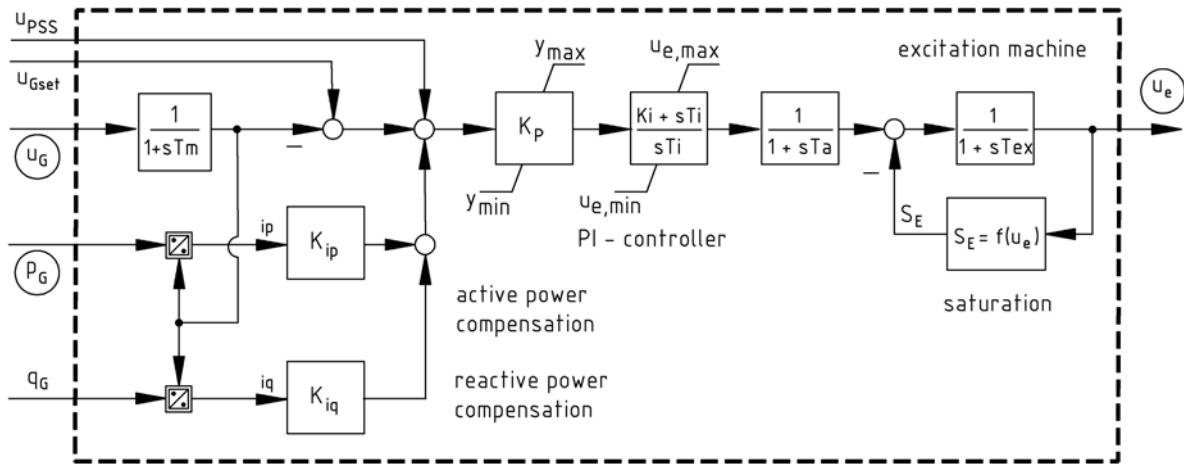 uPSS
uGset
uG
1
1+sTm
−
pG
ip
Kip
qG
iq
Kiq
active power
compensation
reactive power
compensation
ymax
KP
ymin
ue,max
Ki + sTi
sTi
ue,min
PI - controller
1
1 + sTa
−
excitation machine
1
1 + sTex
SE
SE = f(ue)
saturation
ue